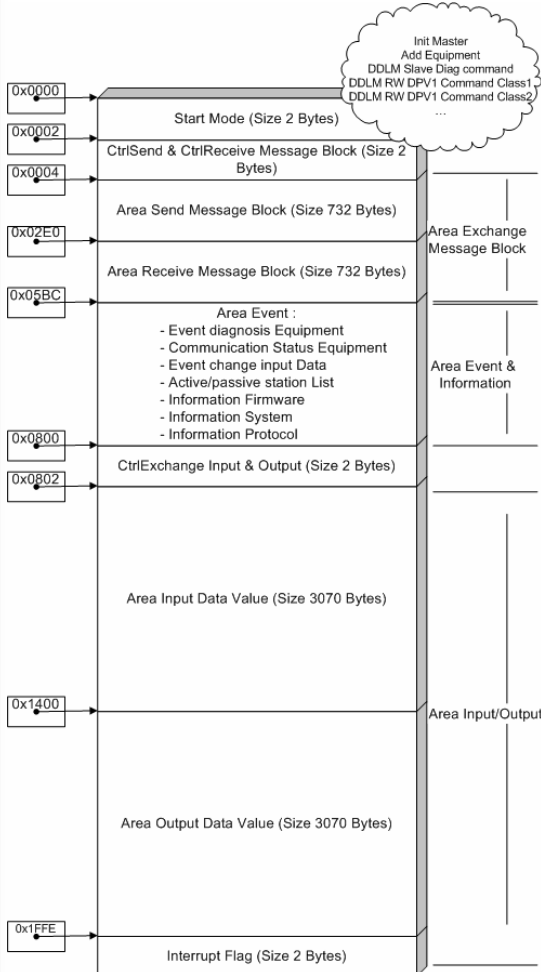 Init Master
Add Equipment
DDLM Slave Diag command
DDLM RW DPV1 Command Class1
DDLM RW DPV1 Command Class2
...
0x0000
Start Mode (Size 2 Bytes)
0x0002
CtrlSend & CtrlReceive Message Block (Size 2
Bytes)
0x0004
Area Send Message Block (Size 732 Bytes)
Area Exchange
Message Block
0x02E0
Area Receive Message Block (Size 732 Bytes)
0x05BC
Area Event :
- Event diagnosis Equipment
- Communication Status Equipment
- Event change input Data
- Active/passive station List
- Information Firmware
- Information System
- Information Protocol
Area Event &
Information
0x0800
CtrlExchange Input & Output (Size 2 Bytes)
0x0802
Area Input Data Value (Size 3070 Bytes)
0x1400
Area Input/Output
Area Output Data Value (Size 3070 Bytes)
0x1FFE
Interrupt Flag (Size 2 Bytes)